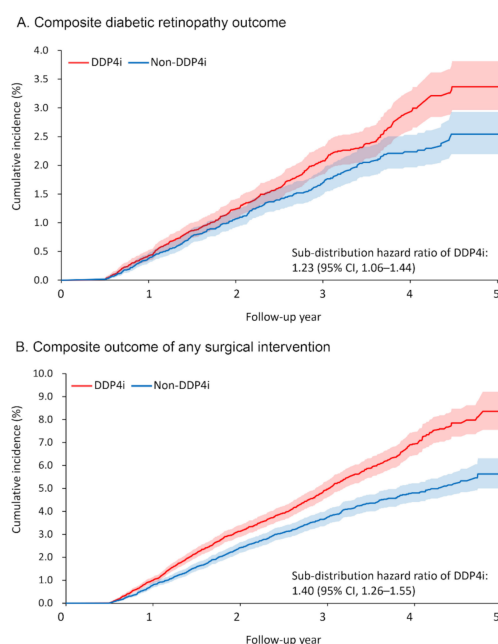 A. Composite diabetic retinopathy outcome
4.0
DDP4i Non-DDP4i
3.5
3.0
2.5
2.0
1.5
1.0
0.5
0.0
Cumulative incidence (%)
Sub-distribution hazard ratio of DDP4i:
1.23 (95% CI, 1.06–1.44)
0 1 2 3 4 5
Follow-up year
B. Composite outcome of any surgical intervention
10.0
DDP4i Non-DDP4i
9.0
8.0
7.0
6.0
5.0
4.0
3.0
2.0
1.0
0.0
Cumulative incidence (%)
Sub-distribution hazard ratio of DDP4i:
1.40 (95% CI, 1.26–1.55)
0 1 2 3 4 5
Follow-up year